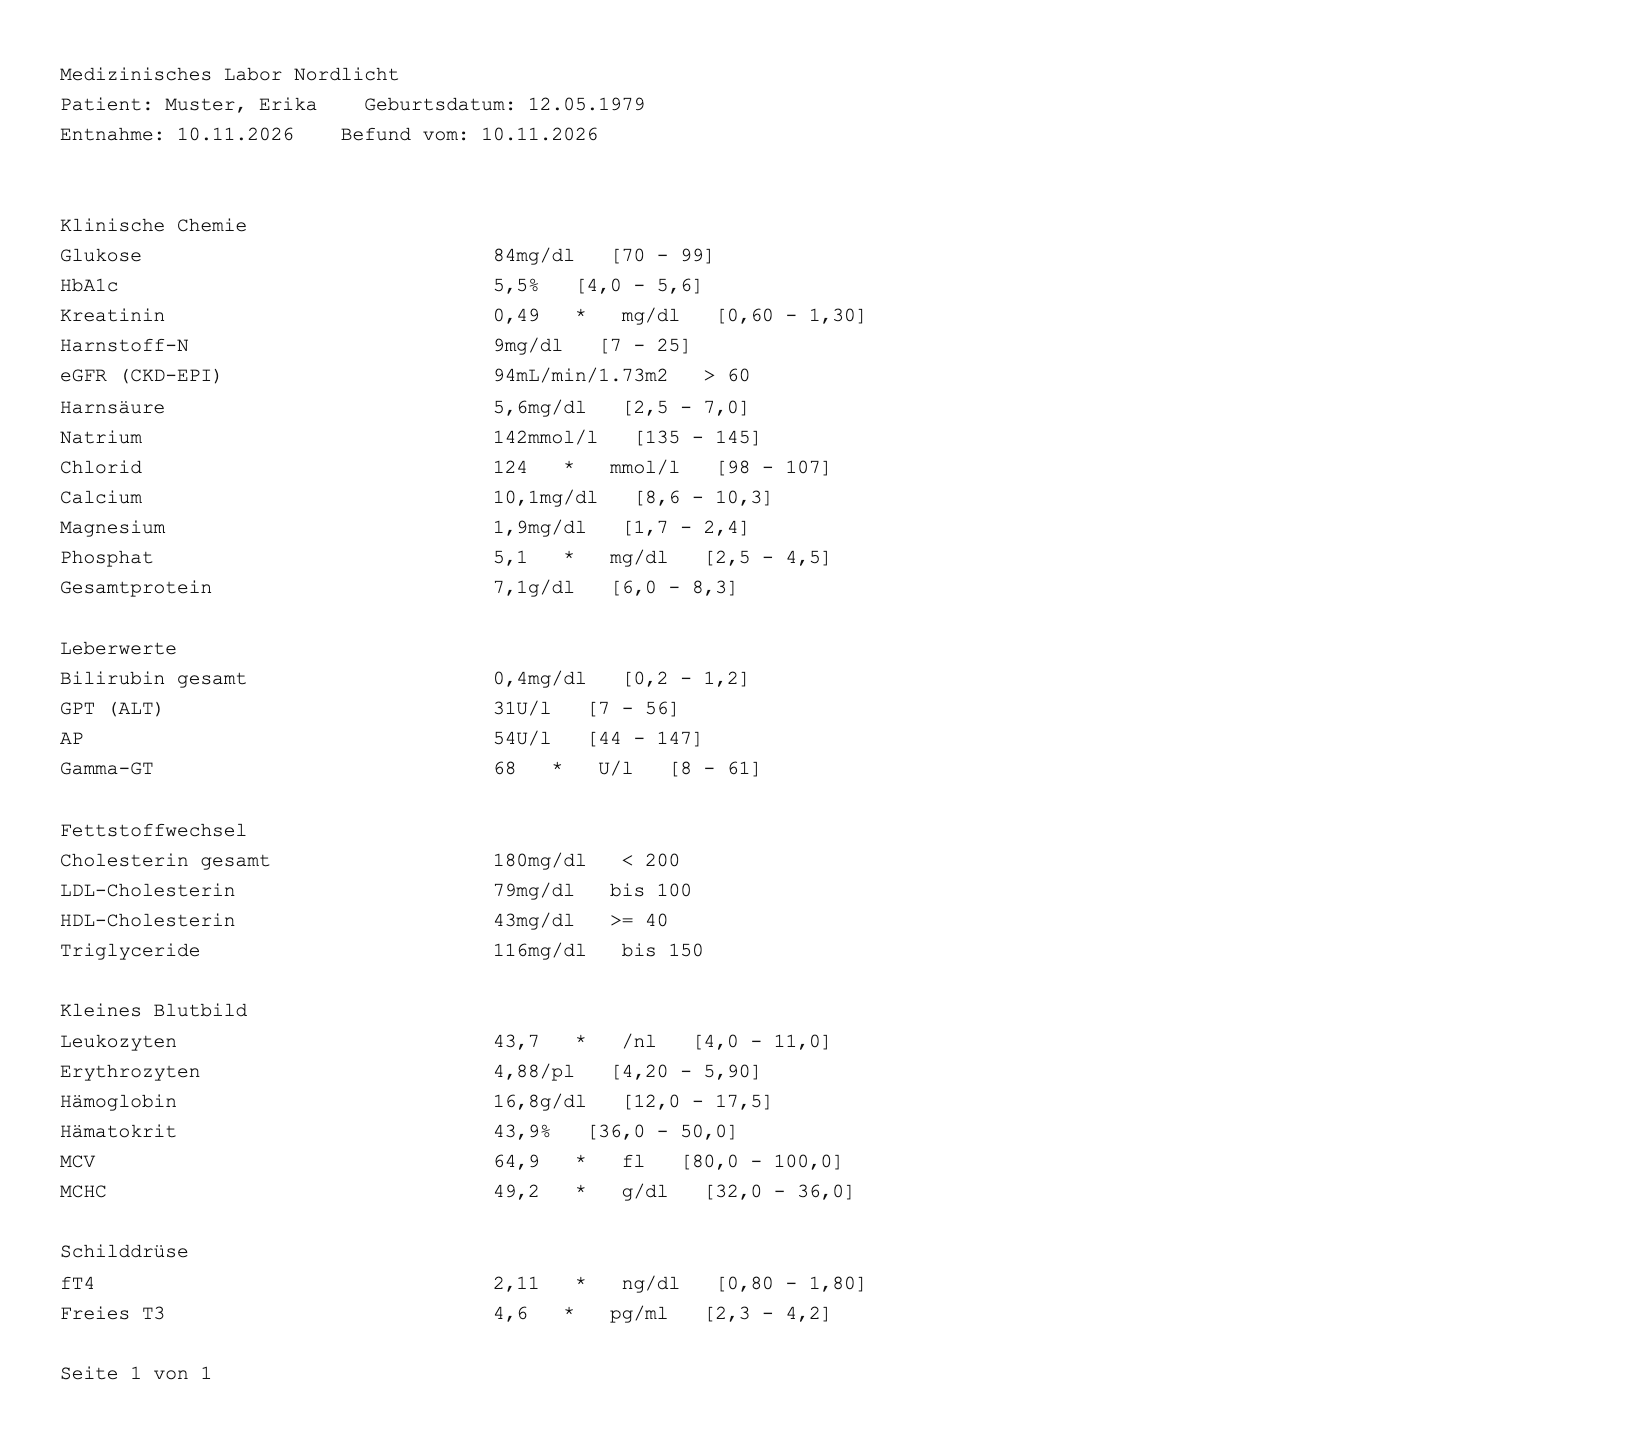 Medizinisches Labor Nordlicht
Patient: Muster, Erika    Geburtsdatum: 12.05.1979
Entnahme: 10.11.2026    Befund vom: 10.11.2026
Klinische Chemie
Glukose    84mg/dl   [70 - 99]
HbA1c    5,5%   [4,0 - 5,6]
Kreatinin    0,49   *   mg/dl   [0,60 - 1,30]
Harnstoff-N    9mg/dl   [7 - 25]
eGFR (CKD-EPI)    94mL/min/1.73m2   > 60
Harnsäure    5,6mg/dl   [2,5 - 7,0]
Natrium    142mmol/l   [135 - 145]
Chlorid    124   *   mmol/l   [98 - 107]
Calcium    10,1mg/dl   [8,6 - 10,3]
Magnesium    1,9mg/dl   [1,7 - 2,4]
Phosphat    5,1   *   mg/dl   [2,5 - 4,5]
Gesamtprotein    7,1g/dl   [6,0 - 8,3]
Leberwerte
Bilirubin gesamt    0,4mg/dl   [0,2 - 1,2]
GPT (ALT)    31U/l   [7 - 56]
AP    54U/l   [44 - 147]
Gamma-GT    68   *   U/l   [8 - 61]
Fettstoffwechsel
Cholesterin gesamt    180mg/dl   < 200
LDL-Cholesterin    79mg/dl   bis 100
HDL-Cholesterin    43mg/dl   >= 40
Triglyceride    116mg/dl   bis 150
Kleines Blutbild
Leukozyten    43,7   *   /nl   [4,0 - 11,0]
Erythrozyten    4,88/pl   [4,20 - 5,90]
Hämoglobin    16,8g/dl   [12,0 - 17,5]
Hämatokrit    43,9%   [36,0 - 50,0]
MCV    64,9   *   fl   [80,0 - 100,0]
MCHC    49,2   *   g/dl   [32,0 - 36,0]
Schilddrüse
fT4    2,11   *   ng/dl   [0,80 - 1,80]
Freies T3    4,6   *   pg/ml   [2,3 - 4,2]
Seite 1 von 1